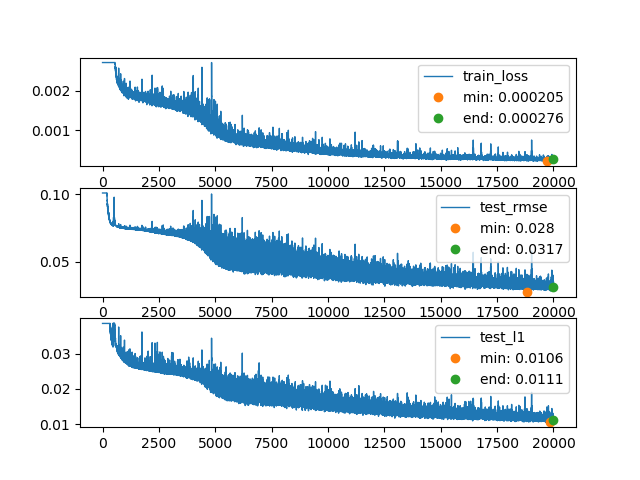 train_loss
min: 0.000205
end: 0.000276
0.002
0.001
0 2500 5000 7500 10000 12500 15000 17500 20000
test_rmse
min: 0.028
end: 0.0317
0.10
0.05
0 2500 5000 7500 10000 12500 15000 17500 20000
test_l1
min: 0.0106
end: 0.0111
0.03
0.02
0.01
0 2500 5000 7500 10000 12500 15000 17500 20000